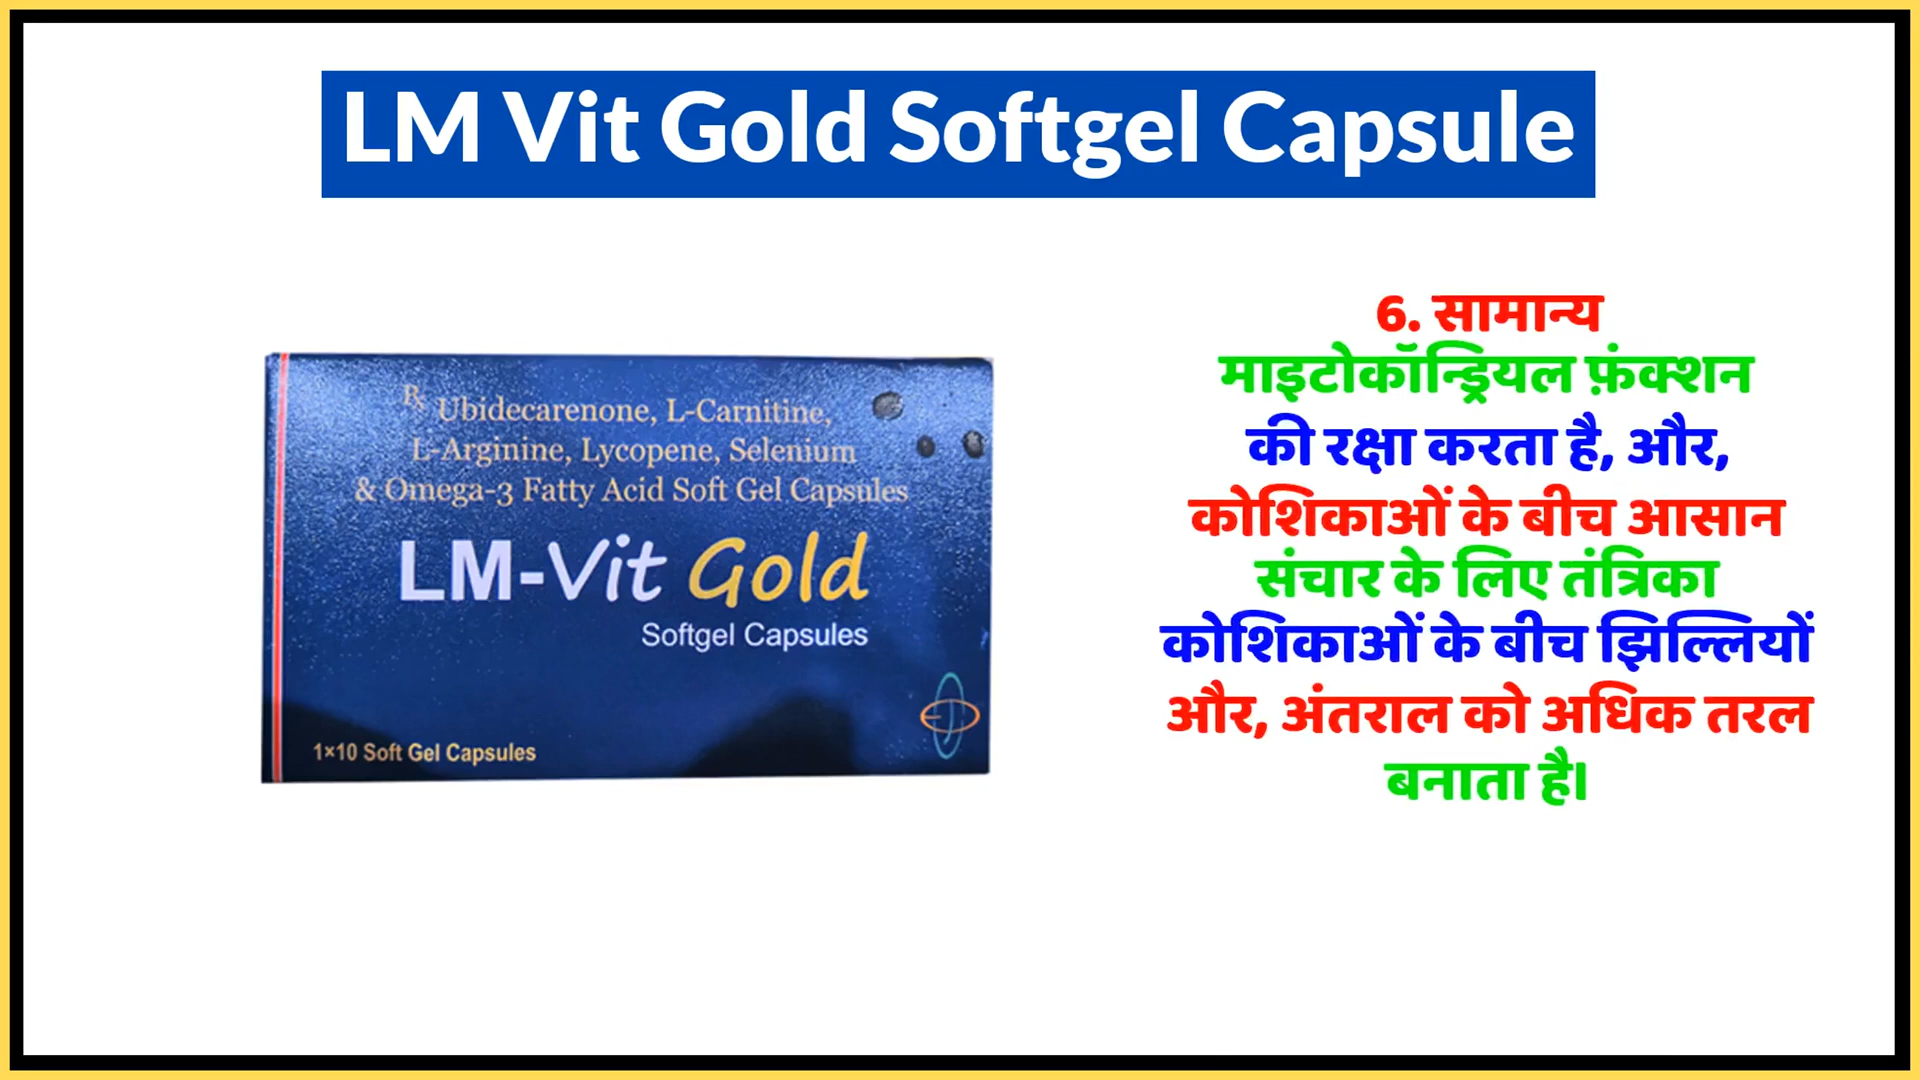 LM Vit Gold Softgel Capsule
Rx Ubidecarenone, L-Carnitine,
L-Arginine, Lycopene, Selenium
& Omega-3 Fatty Acid Soft Gel Capsules
LM-Vit Gold
Softgel Capsules
1×10 Soft Gel Capsules
6. सामान्य
माइटोकॉन्ड्रियल फ़ंक्शन
की रक्षा करता है, और,
कोशिकाओं के बीच आसान
संचार के लिए तंत्रिका
कोशिकाओं के बीच झिल्लियों
और, अंतराल को अधिक तरल
बनाता है।